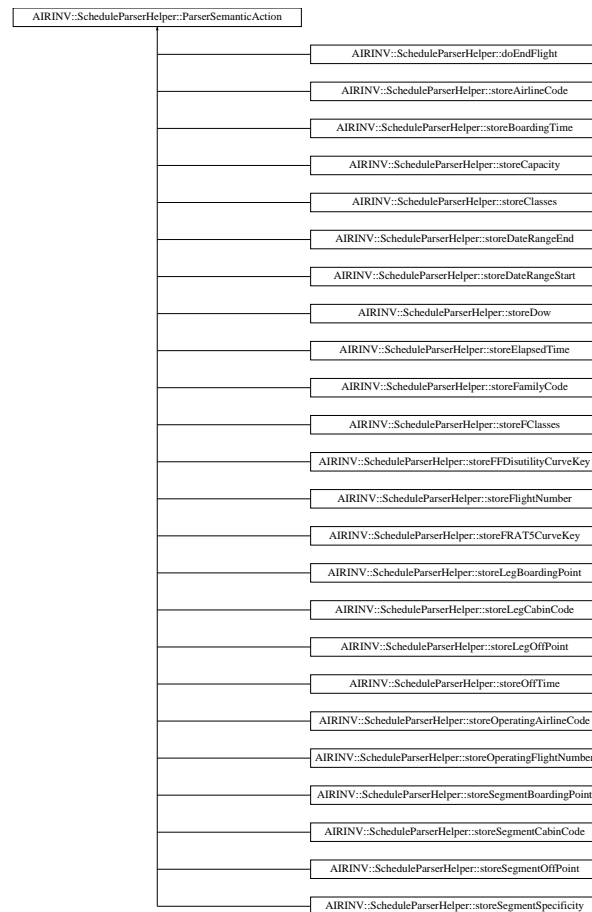 AIRINV::ScheduleParserHelper::ParserSemanticAction
AIRINV::ScheduleParserHelper::doEndFlight
AIRINV::ScheduleParserHelper::storeAirlineCode
AIRINV::ScheduleParserHelper::storeBoardingTime
AIRINV::ScheduleParserHelper::storeCapacity
AIRINV::ScheduleParserHelper::storeClasses
AIRINV::ScheduleParserHelper::storeDateRangeEnd
AIRINV::ScheduleParserHelper::storeDateRangeStart
AIRINV::ScheduleParserHelper::storeDow
AIRINV::ScheduleParserHelper::storeElapsedTime
AIRINV::ScheduleParserHelper::storeFamilyCode
AIRINV::ScheduleParserHelper::storeFClasses
AIRINV::ScheduleParserHelper::storeFFDisutilityCurveKey
AIRINV::ScheduleParserHelper::storeFlightNumber
AIRINV::ScheduleParserHelper::storeFRAT5CurveKey
AIRINV::ScheduleParserHelper::storeLegBoardingPoint
AIRINV::ScheduleParserHelper::storeLegCabinCode
AIRINV::ScheduleParserHelper::storeLegOffPoint
AIRINV::ScheduleParserHelper::storeOffTime
AIRINV::ScheduleParserHelper::storeOperatingAirlineCode
AIRINV::ScheduleParserHelper::storeOperatingFlightNumber
AIRINV::ScheduleParserHelper::storeSegmentBoardingPoint
AIRINV::ScheduleParserHelper::storeSegmentCabinCode
AIRINV::ScheduleParserHelper::storeSegmentOffPoint
AIRINV::ScheduleParserHelper::storeSegmentSpecificity